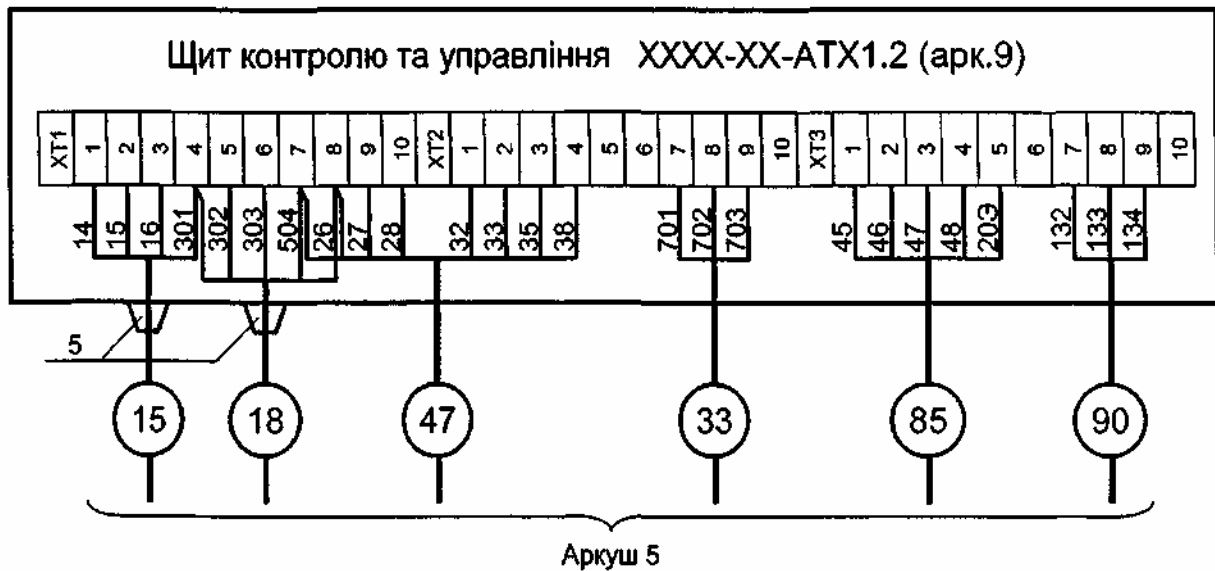 Щит контролю та управління XXXX-XX-АТХ1.2 (арк.9)
XT1 1 2 3 4 5 6 7 8 9 10 XT2 1 2 3 4 5 6 7 8 9 10 XT3 1 2 3 4 5 6 7 8 9 10
14 15 16 301 302 303 504 26 27 28 32 33 35 38 701 702 703 45 46 47 48 209 132 133 134
5
15 18 47 33 85 90
Аркуш 5